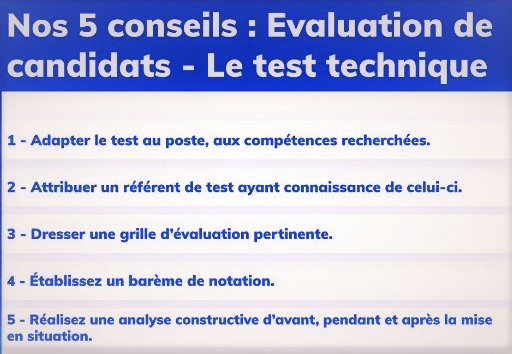 Nos 5 conseils : Evaluation de
candidats - Le test technique
1 - Adapter le test au poste, aux compétences recherchées.
2 - Attribuer un référent de test ayant connaissance de celui-ci.
3 - Dresser une grille d'évaluation pertinente.
4 - Établissez un barème de notation.
5 - Réalisez une analyse constructive d'avant, pendant et après la mise
en situation.